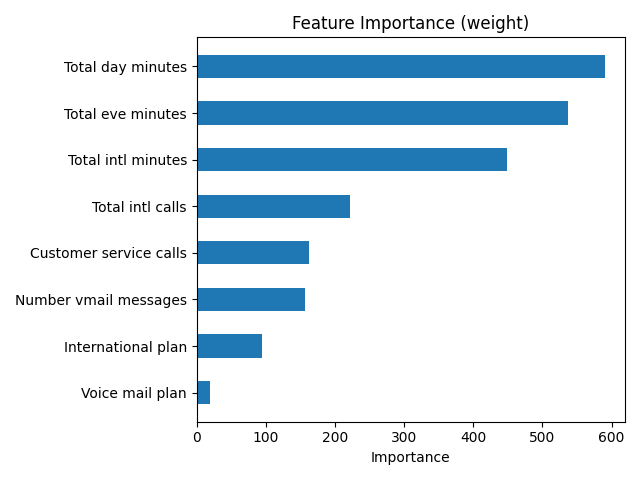 Feature Importance (weight)
Total day minutes
Total eve minutes
Total intl minutes
Total intl calls
Customer service calls
Number vmail messages
International plan
Voice mail plan
0 100 200 300 400 500 600
Importance